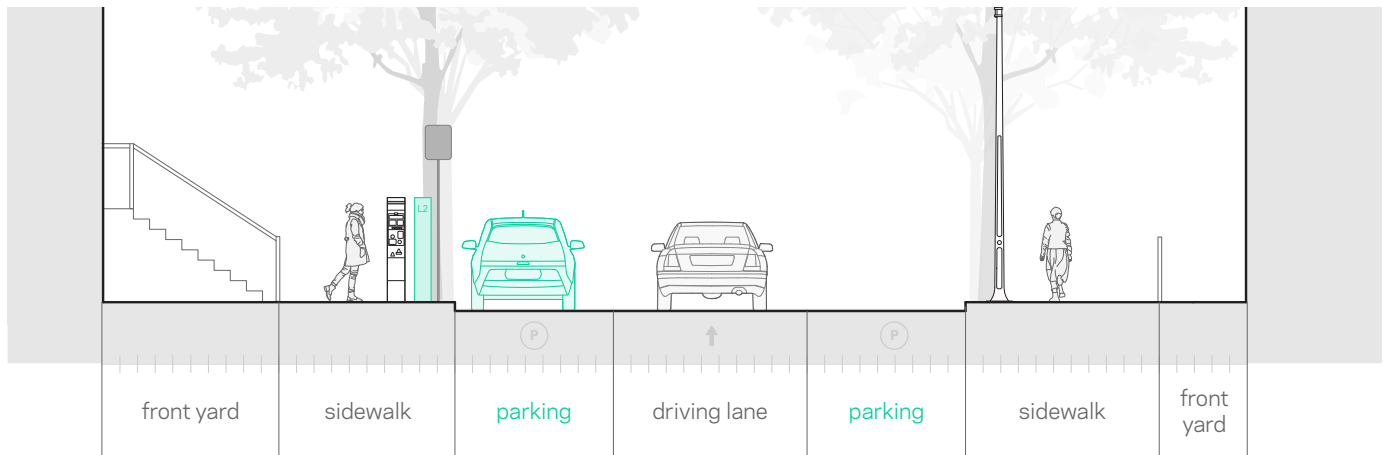 L2
P
P
front yard
sidewalk
parking
driving lane
parking
sidewalk
front
yard